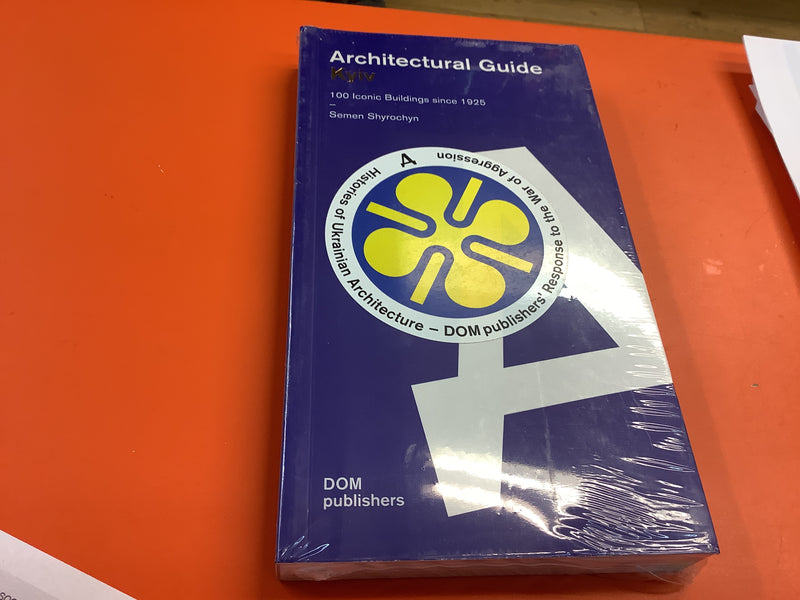 Architectural Guide
Kyiv
100 Iconic Buildings since 1925
–
Semen Shyrochyn
Д
Histories of Ukrainian Architecture – DOM publishers' Response to the War of Aggression
DOM
publishers